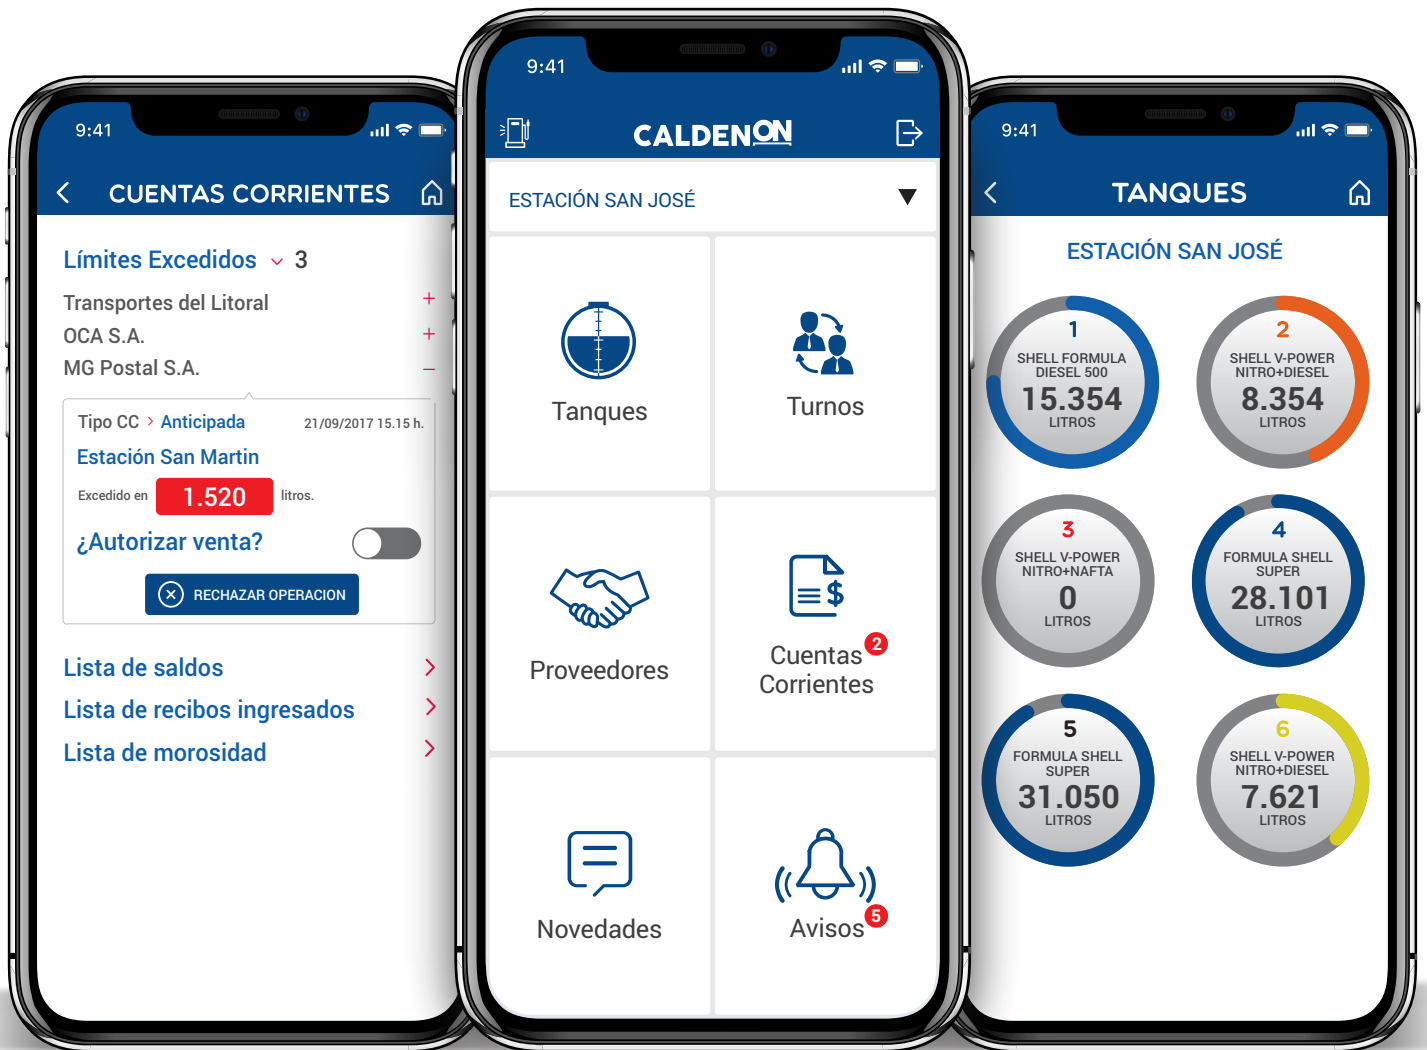 9:41
CUENTAS CORRIENTES
Límites Excedidos 3
Transportes del Litoral
OCA S.A.
MG Postal S.A.
Tipo CC > Anticipada 21/09/2017 15.15 h.
Estación San Martin
Excedido en 1.520 litros.
¿Autorizar venta?
RECHAZAR OPERACION
Lista de saldos
Lista de recibos ingresados
Lista de morosidad
9:41
CALDENON
ESTACIÓN SAN JOSÉ
Tanques
Turnos
Proveedores
Cuentas 2
Corrientes
Novedades
Avisos 5
9:41
TANQUES
ESTACIÓN SAN JOSÉ
1
SHELL FORMULA
DIESEL 500
15.354
LITROS
2
SHELL V-POWER
NITRO+DIESEL
8.354
LITROS
3
SHELL V-POWER
NITRO+NAFTA
0
LITROS
4
FORMULA SHELL
SUPER
28.101
LITROS
5
FORMULA SHELL
SUPER
31.050
LITROS
6
SHELL V-POWER
NITRO+DIESEL
7.621
LITROS